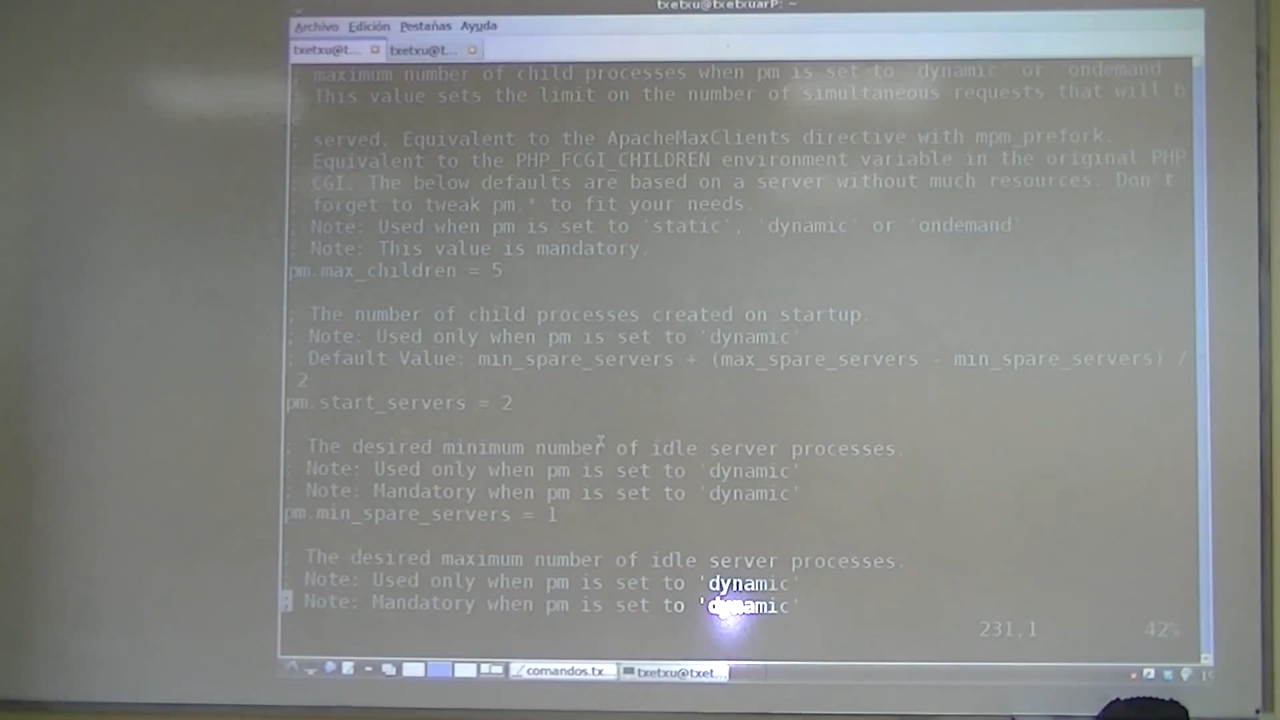 txetxu@txetxuarP: ~
Archivo Edición Pestañas Ayuda
txetxu@t... txetxu@t...
; maximum number of child processes when pm is set to 'dynamic' or 'ondemand'
; This value sets the limit on the number of simultaneous requests that will b
; served. Equivalent to the ApacheMaxClients directive with mpm_prefork.
; Equivalent to the PHP_FCGI_CHILDREN environment variable in the original PHP
; CGI. The below defaults are based on a server without much resources. Don't
; forget to tweak pm.* to fit your needs.
; Note: Used when pm is set to 'static', 'dynamic' or 'ondemand'
; Note: This value is mandatory.
pm.max_children = 5
; The number of child processes created on startup.
; Note: Used only when pm is set to 'dynamic'
; Default Value: min_spare_servers + (max_spare_servers - min_spare_servers) /
2
pm.start_servers = 2
; The desired minimum number of idle server processes.
; Note: Used only when pm is set to 'dynamic'
; Note: Mandatory when pm is set to 'dynamic'
pm.min_spare_servers = 1
; The desired maximum number of idle server processes.
; Note: Used only when pm is set to 'dynamic'
; Note: Mandatory when pm is set to 'dynamic'
231,1 42%
comandos.tx... txetxu@txet...